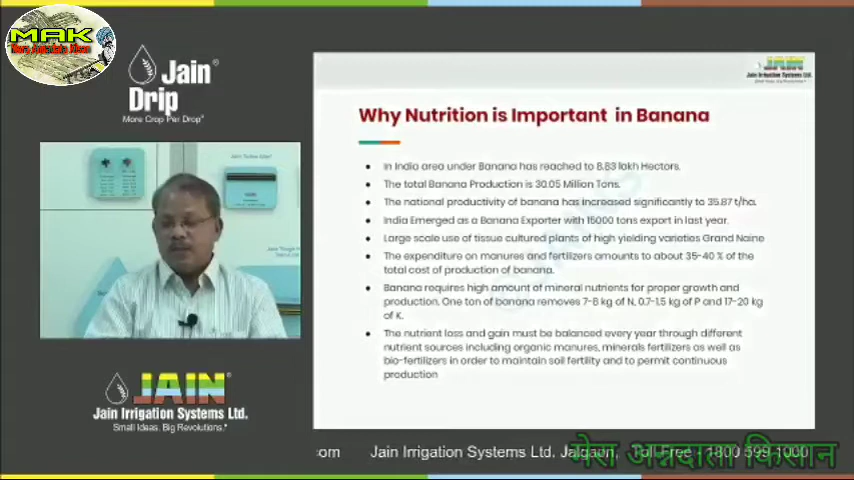 MAK
Mera Anndata Kisan
Jain
Drip
More Crop Per Drop
JAIN
Jain Irrigation Systems Ltd.
Small Ideas. Big Revolutions.
JAIN
Jain Irrigation Systems Ltd.
Why Nutrition is Important in Banana
In India area under Banana has reached to 8.83 lakh Hectors.
The total Banana Production is 30.05 Million Tons.
The national productivity of banana has increased significantly to 35.87 t/ha.
India Emerged as a Banana Exporter with 15000 tons export in last year.
Large scale use of tissue cultured plants of high yielding varieties Grand Naine
The expenditure on manures and fertilizers amounts to about 35-40 % of the
total cost of production of banana.
Banana requires high amount of mineral nutrients for proper growth and
production. One ton of banana removes 7-8 kg of N, 0.7-1.5 kg of P and 17-20 kg
of K.
The nutrient loss and gain must be balanced every year through different
nutrient sources including organic manures, minerals fertilizers as well as
bio-fertilizers in order to maintain soil fertility and to permit continuous
production
.com Jain Irrigation Systems Ltd. Jalgaon, Toll Free - 1800 599 1000
मेरा अन्नदाता किसान